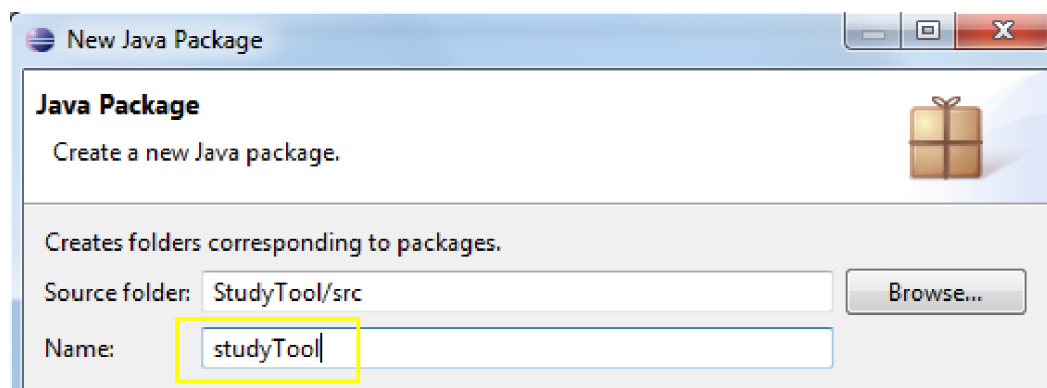 New Java Package
Java Package
Create a new Java package.
Creates folders corresponding to packages.
Source folder: StudyTool/src Browse...
Name: studyTool